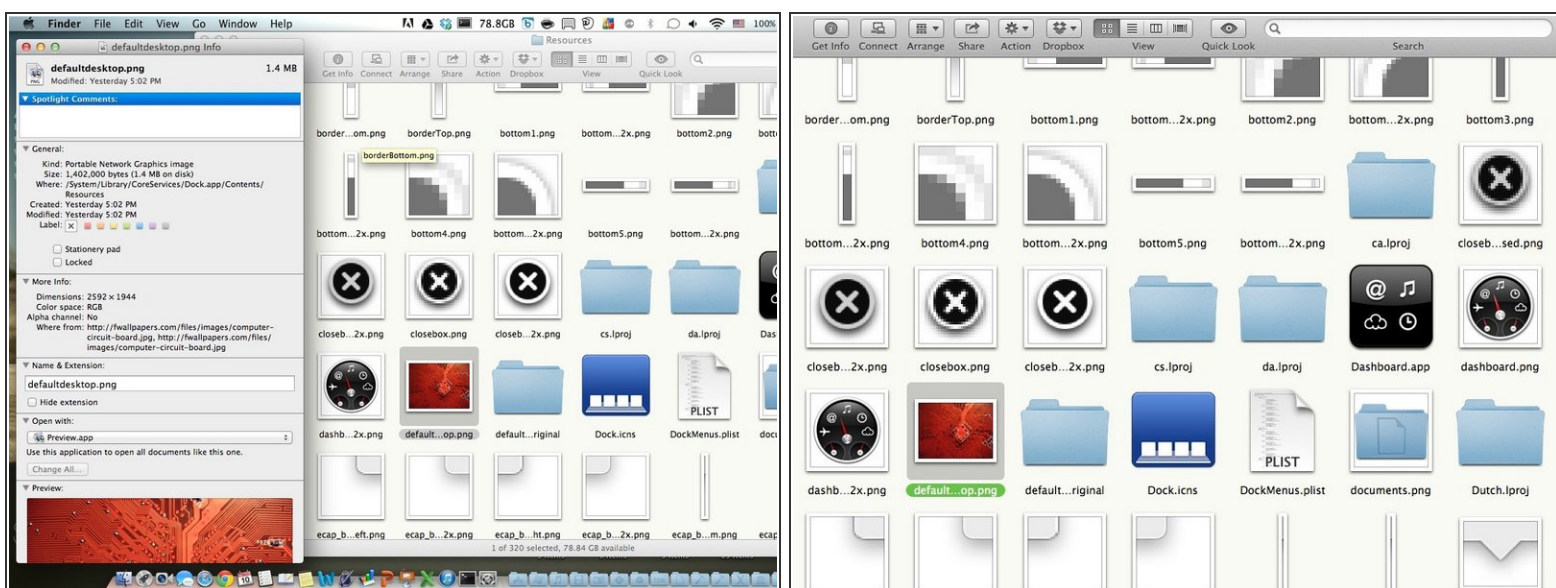 Finder File Edit View Go Window Help
78.8GB
100%
defaultdesktop.png Info
defaultdesktop.png 1.4 MB
Modified: Yesterday 5:02 PM
Spotlight Comments:
General:
Kind: Portable Network Graphics image
Size: 1,402,000 bytes (1.4 MB on disk)
Where: /System/Library/CoreServices/Dock.app/Contents/
Resources
Created: Yesterday 5:02 PM
Modified: Yesterday 5:02 PM
Label:
Stationery pad
Locked
More Info:
Dimensions: 2592 × 1944
Color space: RGB
Alpha channel: No
Where from: http://fwallpapers.com/files/images/computer-
circuit-board.jpg, http://fwallpapers.com/files/
images/computer-circuit-board.jpg
Name & Extension:
defaultdesktop.png
Hide extension
Open with:
Preview.app
Use this application to open all documents like this one.
Change All...
Preview:
Resources
Get Info Connect Arrange Share Action Dropbox View Quick Look
border...om.png borderTop.png bottom1.png bottom...2x.png bottom2.png bott
borderBottom.png
bottom...2x.png bottom4.png bottom...2x.png bottom5.png bottom...2x.png
closeb...2x.png closebox.png closeb...2x.png cs.lproj da.lproj Das
PLIST
dashb...2x.png default...op.png default...riginal Dock.icns DockMenus.plist docu
ecap_b...eft.png ecap_b...2x.png ecap_b...ht.png ecap_b...2x.png ecap_b...m.png
1 of 320 selected, 78.84 GB available
Get Info Connect Arrange Share Action Dropbox View Quick Look Search
border...om.png borderTop.png bottom1.png bottom...2x.png bottom2.png bottom...2x.png bottom3.png
bottom...2x.png bottom4.png bottom...2x.png bottom5.png bottom...2x.png ca.lproj closeb...sed.png
closeb...2x.png closebox.png closeb...2x.png cs.lproj da.lproj Dashboard.app dashboard.png
PLIST
dashb...2x.png default...op.png default...riginal Dock.icns DockMenus.plist documents.png Dutch.lproj